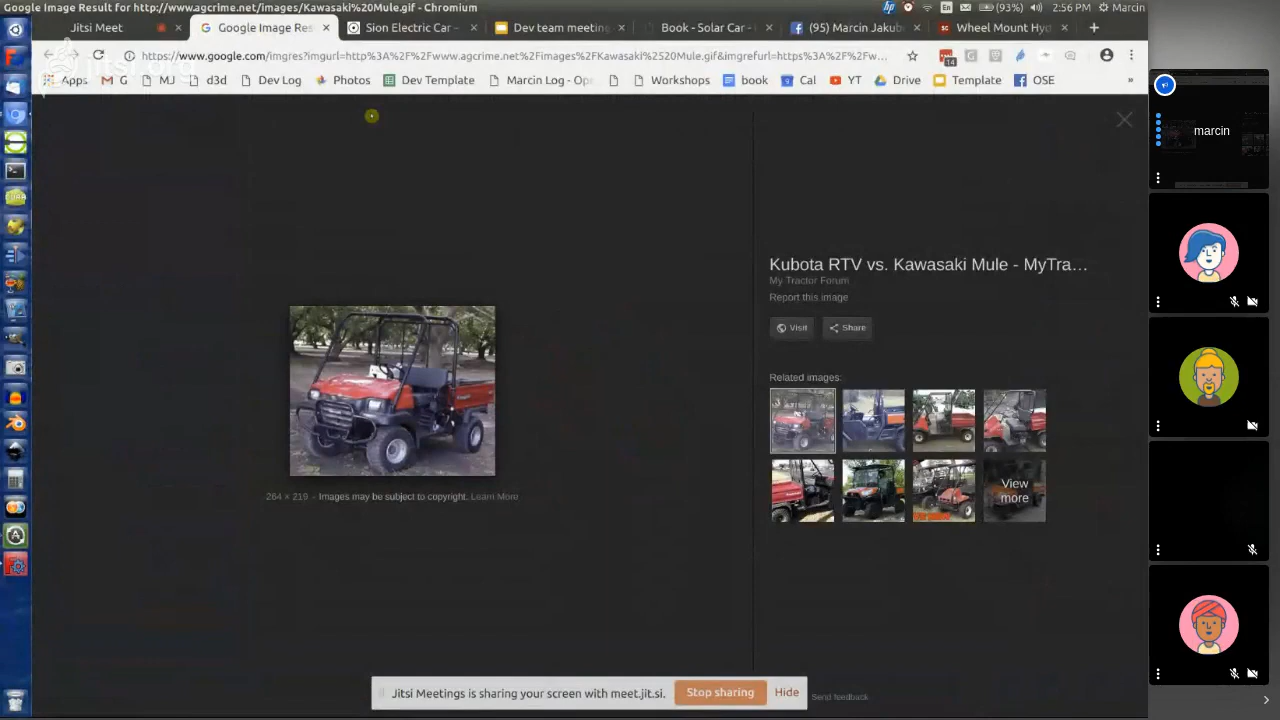 Google Image Result for http://www.agcrime.net/images/Kawasaki Mule.gif - Chromium
En (93%) 2:56 PM Marcin
Jitsi Meet
Google Image Res
Sion Electric Car –
Dev team meeting
Book - Solar Car -
(95) Marcin Jakub
Wheel Mount Hyd
https://www.google.com/imgres?imgurl=http%3A%2F%2Fwww.agcrime.net%2Fimages%2FKawasaki%2520Mule.gif&imgrefurl=https%3A%2F%2Fw...
14
jitsi.org
Apps G MJ d3d Dev Log Photos Dev Template Marcin Log - Ope Workshops book Cal YT Drive Template OSE »
marcin
Kubota RTV vs. Kawasaki Mule - MyTra...
My Tractor Forum
Report this image
Visit
Share
Related images:
View more
264 × 219 - Images may be subject to copyright. Learn More
Jitsi Meetings is sharing your screen with meet.jit.si.
Stop sharing
Hide
Send feedback